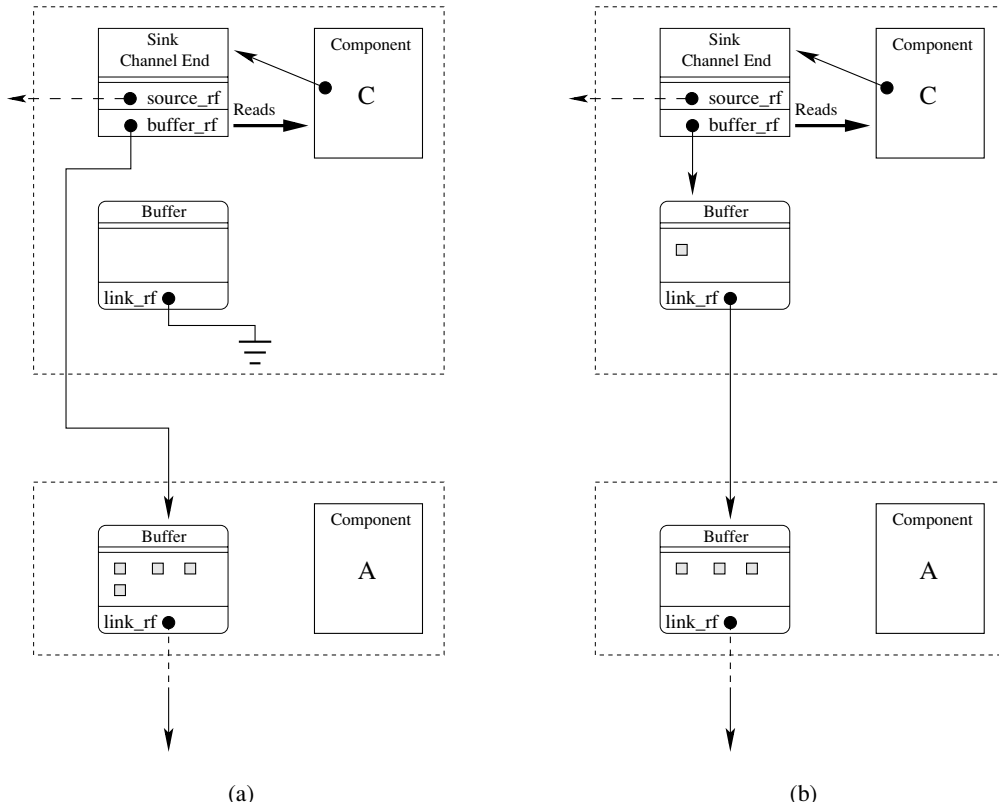 Sink
Channel End
source_rf
buffer_rf
Reads
Component
C
Buffer
link_rf
Buffer
link_rf
Component
A
(a)
Sink
Channel End
source_rf
buffer_rf
Reads
Component
C
Buffer
link_rf
Buffer
link_rf
Component
A
(b)